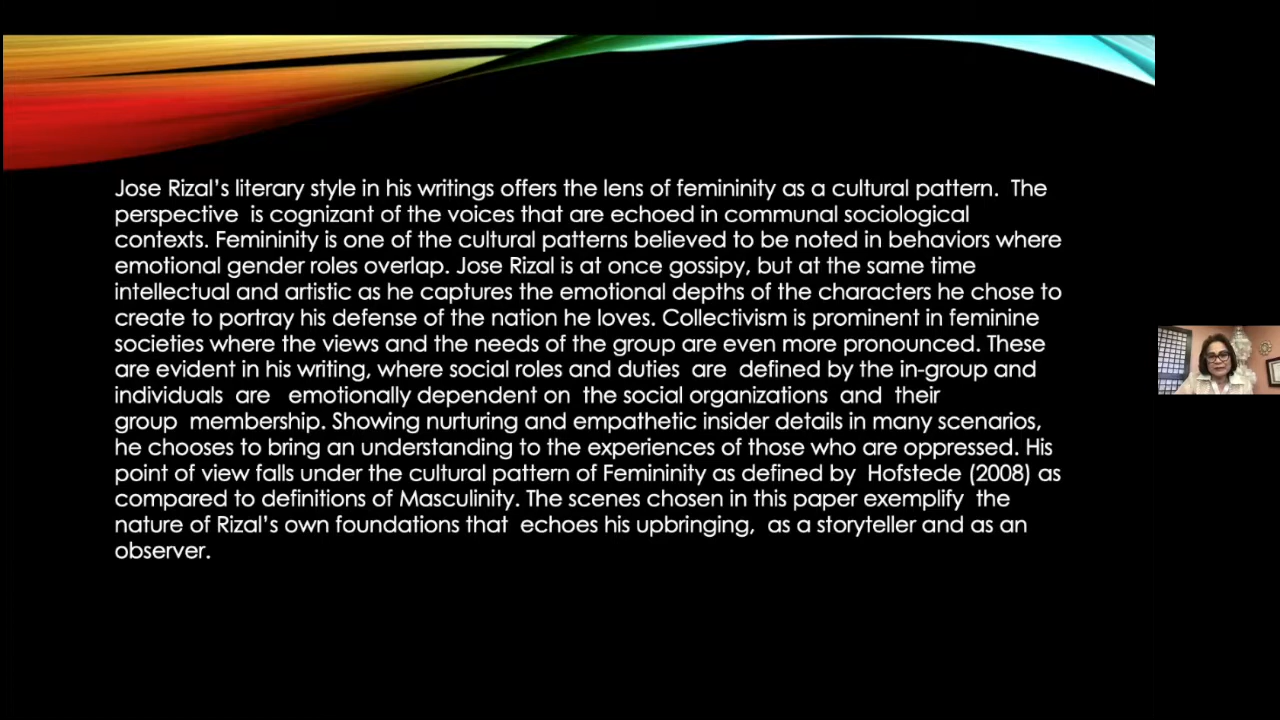 Jose Rizal's literary style in his writings offers the lens of femininity as a cultural pattern.  The
perspective  is cognizant of the voices that are echoed in communal sociological
contexts. Femininity is one of the cultural patterns believed to be noted in behaviors where
emotional gender roles overlap. Jose Rizal is at once gossipy, but at the same time
intellectual and artistic as he captures the emotional depths of the characters he chose to
create to portray his defense of the nation he loves. Collectivism is prominent in feminine
societies where the views and the needs of the group are even more pronounced. These
are evident in his writing, where social roles and duties  are  defined by the in-group and
individuals  are   emotionally dependent on  the social organizations  and  their
group  membership. Showing nurturing and empathetic insider details in many scenarios,
he chooses to bring an understanding to the experiences of those who are oppressed. His
point of view falls under the cultural pattern of Femininity as defined by  Hofstede (2008) as
compared to definitions of Masculinity. The scenes chosen in this paper exemplify  the
nature of Rizal's own foundations that  echoes his upbringing,  as a storyteller and as an
observer.